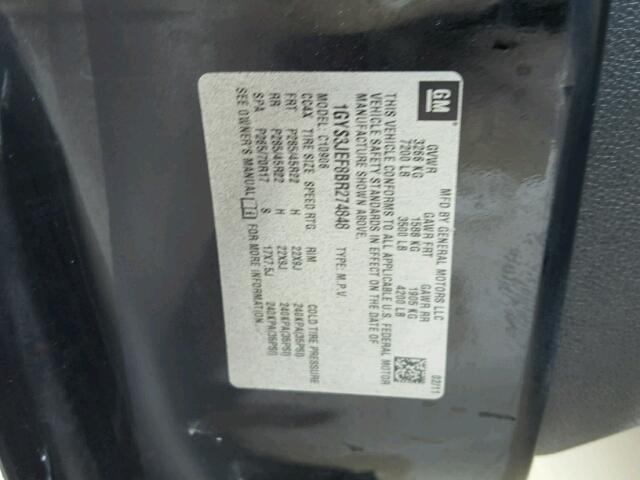 GM
MFD BY GENERAL MOTORS LLC
GVWR GAWR FRT GAWR RR
3266 KG 1588 KG 1905 KG
7200 LB 3500 LB 4200 LB
02/11
THIS VEHICLE CONFORMS TO ALL APPLICABLE U.S. FEDERAL MOTOR
VEHICLE SAFETY STANDARDS IN EFFECT ON THE DATE OF
MANUFACTURE SHOWN ABOVE.
1GYS3JEF8BR274848 TYPE: M.P.V.
MODEL: C10906
CC4X TIRE SIZE SPEED RTG RIM COLD TIRE PRESSURE
FRT P285/45R22 H 22X9J 240KPA(35PSI)
RR P285/45R22 H 22X9J 240KPA(35PSI)
SPA P265/70R17 S 17X7.5J 240KPA(35PSI)
SEE OWNER'S MANUAL FOR MORE INFORMATION.